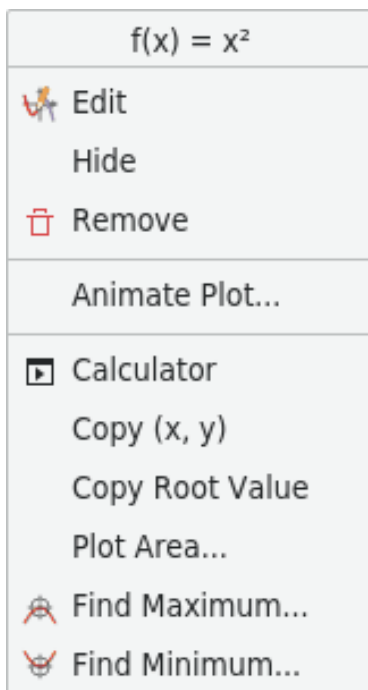 f(x) = x²
Edit
Hide
Remove
Animate Plot...
Calculator
Copy (x, y)
Copy Root Value
Plot Area...
Find Maximum...
Find Minimum...